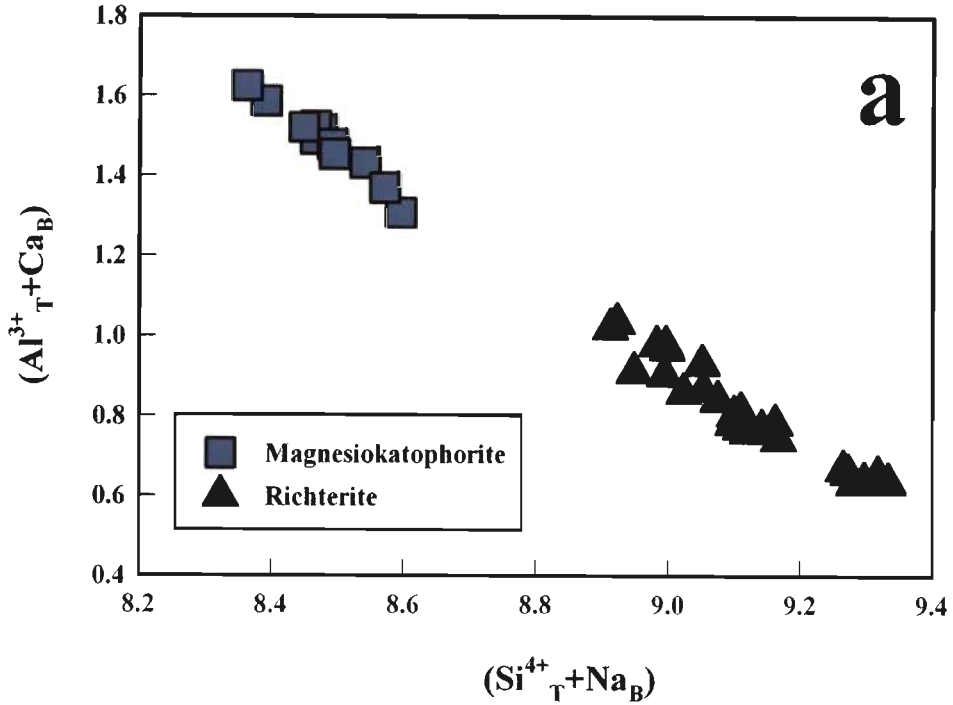 a
1.8
1.6
1.4
1.2
1.0
0.8
0.6
0.4
(Al³⁺T+CaB)
Magnesiokatophorite
Richterite
8.2 8.4 8.6 8.8 9.0 9.2 9.4
(Si⁴⁺T+NaB)